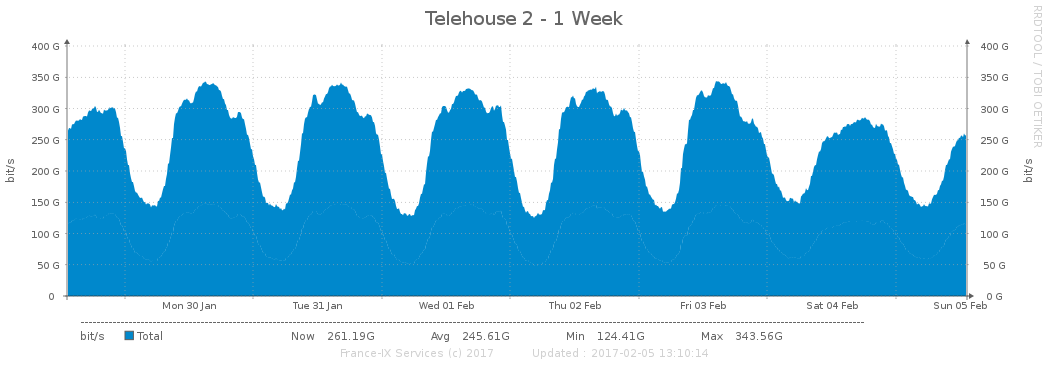 Telehouse 2 - 1 Week
RRDTOOL / TOBI OETIKER
400 G 400 G
350 G 350 G
300 G 300 G
250 G 250 G
200 G 200 G
150 G 150 G
100 G 100 G
50 G 50 G
0 0 G
bit/s bit/s
Mon 30 Jan Tue 31 Jan Wed 01 Feb Thu 02 Feb Fri 03 Feb Sat 04 Feb Sun 05 Feb
bit/s Total Now 261.19G Avg 245.61G Min 124.41G Max 343.56G
France-IX Services (c) 2017 Updated : 2017-02-05 13:10:14